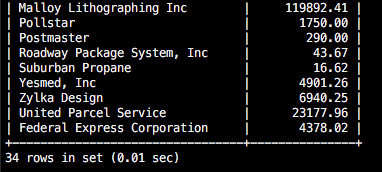 | Malloy Lithographing Inc | 119892.41 |
| Pollstar | 1750.00 |
| Postmaster | 290.00 |
| Roadway Package System, Inc | 43.67 |
| Suburban Propane | 16.62 |
| Yesmed, Inc | 4901.26 |
| Zylka Design | 6940.25 |
| United Parcel Service | 23177.96 |
| Federal Express Corporation | 4378.02 |
34 rows in set (0.01 sec)